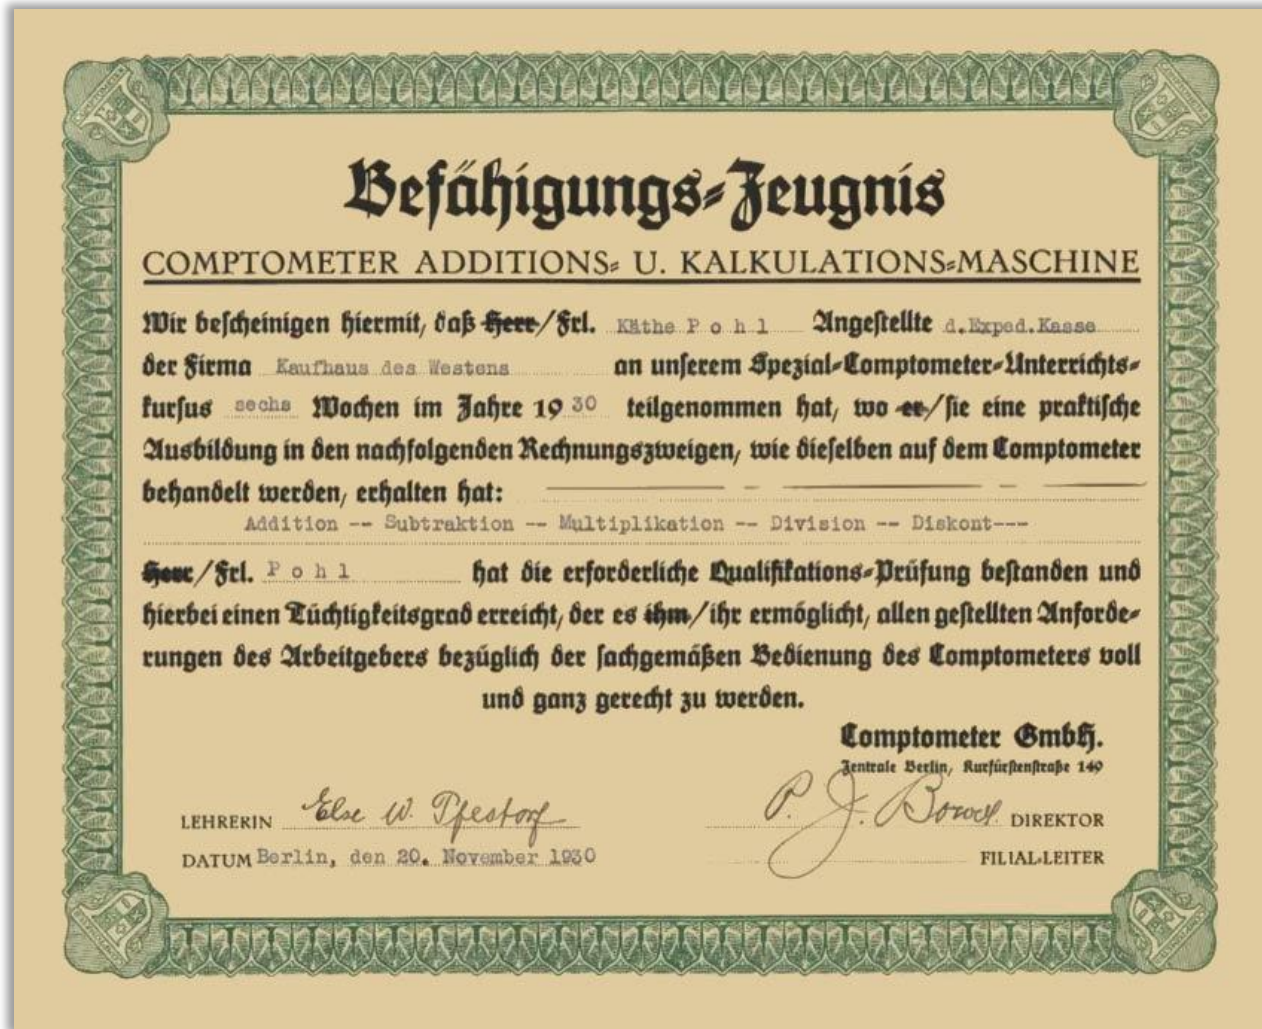 Befähigungs-Zeugnis
COMPTOMETER ADDITIONS- U. KALKULATIONS-MASCHINE
Wir bescheinigen hiermit, daß Herr/Frl. Käthe Pohl Angestellte d.Exped.Kasse
der Firma Kaufhaus des Westens an unserem Spezial-Comptometer-Unterrichts-
kursus sechs Wochen im Jahre 1930 teilgenommen hat, wo er/sie eine praktische
Ausbildung in den nachfolgenden Rechnungszweigen, wie dieselben auf dem Comptometer
behandelt werden, erhalten hat:
Addition -- Subtraktion -- Multiplikation -- Division -- Diskont---
Herr/Frl. Pohl hat die erforderliche Qualifikations-Prüfung bestanden und
hierbei einen Tüchtigkeitsgrad erreicht, der es ihm/ihr ermöglicht, allen gestellten Anforde-
rungen des Arbeitgebers bezüglich der sachgemäßen Bedienung des Comptometers voll
und ganz gerecht zu werden.
Comptometer GmbH.
Zentrale Berlin, Kurfürstenstraße 149
LEHRERIN Else W. Pfestorf P. J. DIREKTOR
DATUM Berlin, den 20. November 1930 FILIAL-LEITER